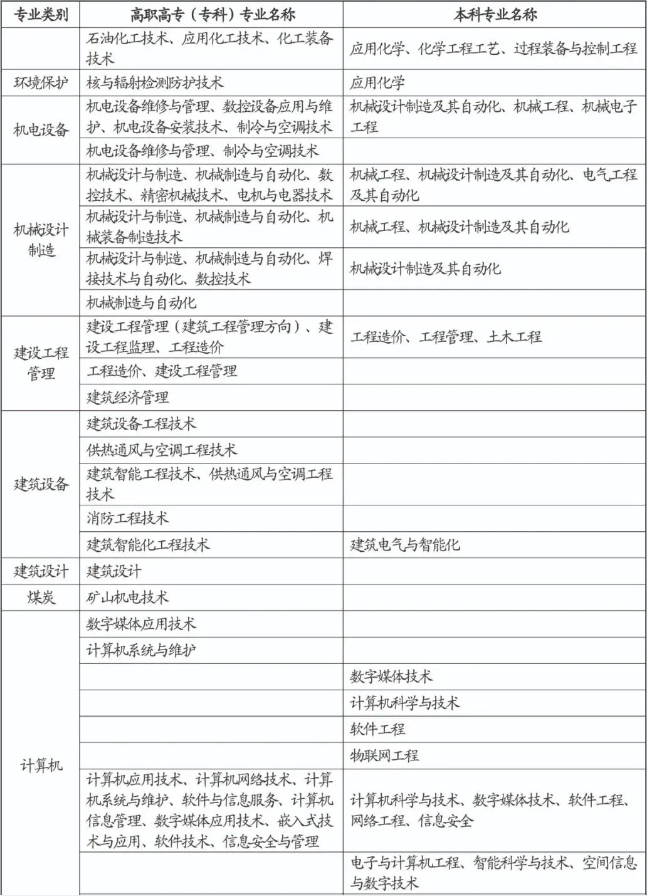 专业类别 高职高专（专科）专业名称 本科专业名称
石油化工技术、应用化工技术、化工装备
技术
应用化学、化学工程工艺、过程装备与控制工程
环境保护 核与辐射检测防护技术 应用化学
机电设备
机电设备维修与管理、数控设备应用与维
护、机电设备安装技术、制冷与空调技术
机械设计制造及其自动化、机械工程、机械电子
工程
机电设备维修与管理、制冷与空调技术
机械设计
制造
机械设计与制造、机械制造与自动化、数
控技术、精密机械技术、电机与电器技术
机械工程、机械设计制造及其自动化、电气工程
及其自动化
机械设计与制造、机械制造与自动化、机
械装备制造技术
机械工程、机械设计制造及其自动化
机械设计与制造、机械制造与自动化、焊
接技术与自动化、数控技术
机械设计制造及其自动化
机械制造与自动化
建设工程
管理
建设工程管理（建筑工程管理方向）、建
设工程监理、工程造价
工程造价、工程管理、土木工程
工程造价、建设工程管理
建筑经济管理
建筑设备
建筑设备工程技术
供热通风与空调工程技术
建筑智能工程技术、供热通风与空调工程
技术
消防工程技术
建筑智能化工程技术 建筑电气与智能化
建筑设计 建筑设计
煤炭 矿山机电技术
计算机
数字媒体应用技术
计算机系统与维护
数字媒体技术
计算机科学与技术
软件工程
物联网工程
计算机应用技术、计算机网络技术、计算
机系统与维护、软件与信息服务、计算机
信息管理、数字媒体应用技术、嵌入式技
术与应用、软件技术、信息安全与管理
计算机科学与技术、数字媒体技术、软件工程、
网络工程、信息安全
电子与计算机工程、智能科学与技术、空间信息
与数字技术